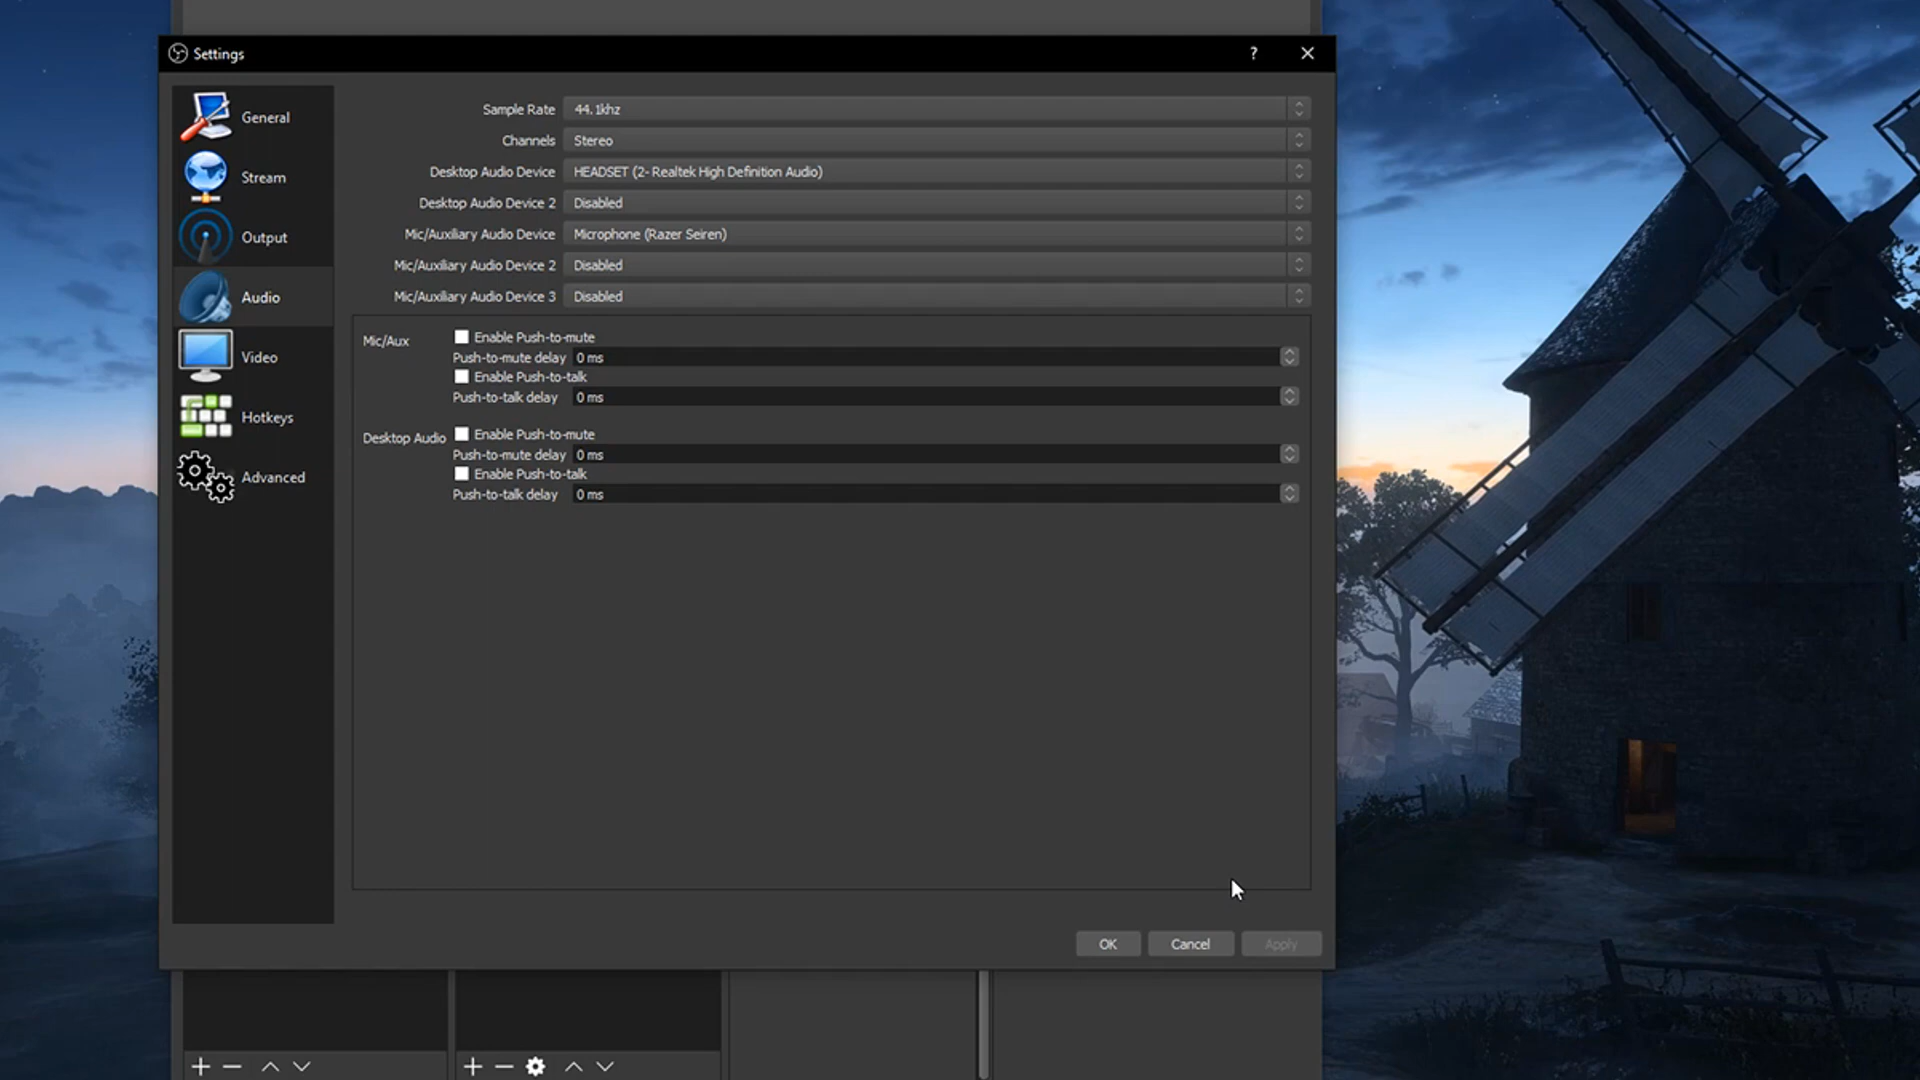 Settings
?
General
Stream
Output
Audio
Video
Hotkeys
Advanced
Sample Rate 44.1khz
Channels Stereo
Desktop Audio Device HEADSET (2- Realtek High Definition Audio)
Desktop Audio Device 2 Disabled
Mic/Auxiliary Audio Device Microphone (Razer Seiren)
Mic/Auxiliary Audio Device 2 Disabled
Mic/Auxiliary Audio Device 3 Disabled
Mic/Aux Enable Push-to-mute
Push-to-mute delay 0 ms
Enable Push-to-talk
Push-to-talk delay 0 ms
Desktop Audio Enable Push-to-mute
Push-to-mute delay 0 ms
Enable Push-to-talk
Push-to-talk delay 0 ms
OK Cancel Apply